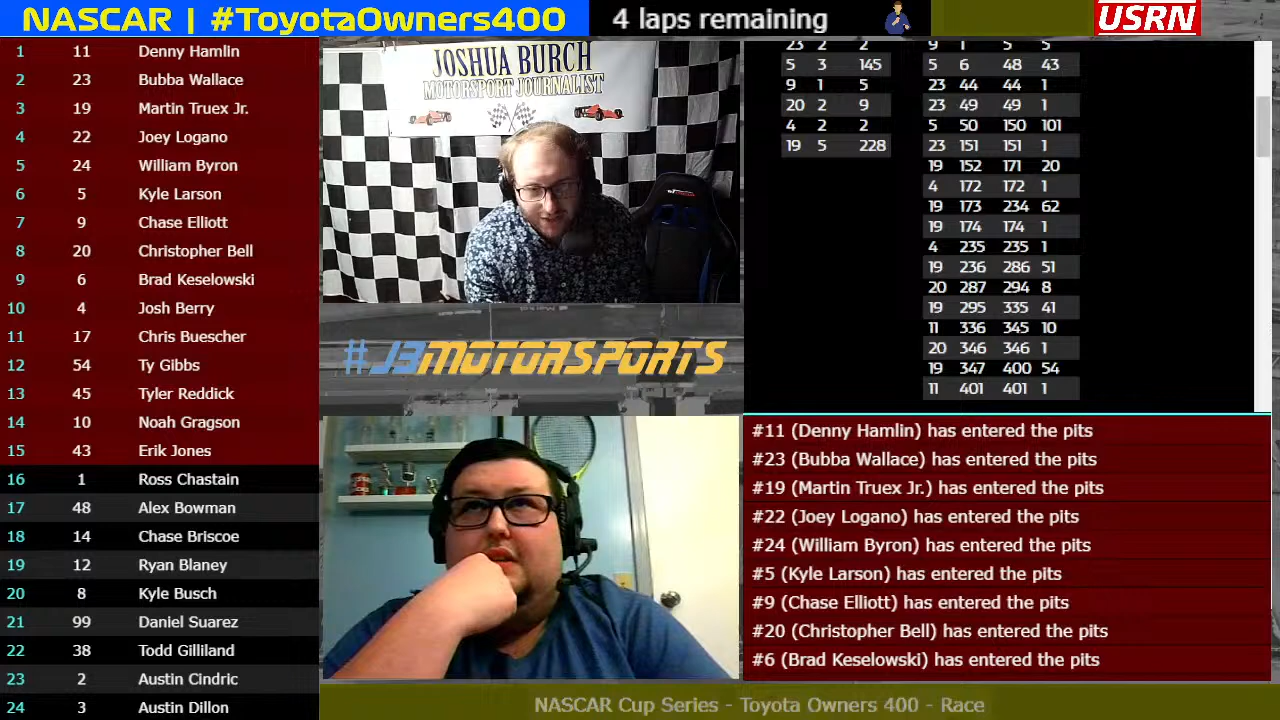 NASCAR | #ToyotaOwners400
4 laps remaining
USRN
1 11 Denny Hamlin
2 23 Bubba Wallace
3 19 Martin Truex Jr.
4 22 Joey Logano
5 24 William Byron
6 5 Kyle Larson
7 9 Chase Elliott
8 20 Christopher Bell
9 6 Brad Keselowski
10 4 Josh Berry
11 17 Chris Buescher
12 54 Ty Gibbs
13 45 Tyler Reddick
14 10 Noah Gragson
15 43 Erik Jones
16 1 Ross Chastain
17 48 Alex Bowman
18 14 Chase Briscoe
19 12 Ryan Blaney
20 8 Kyle Busch
21 99 Daniel Suarez
22 38 Todd Gilliland
23 2 Austin Cindric
24 3 Austin Dillon
JOSHUA BURCH
MOTORSPORT JOURNALIST
#JBMOTORSPORTS
23 2 2
5 3 145
9 1 5
20 2 9
4 2 2
19 5 228
9 1 5 5
5 6 48 43
23 44 44 1
23 49 49 1
5 50 150 101
23 151 151 1
19 152 171 20
4 172 172 1
19 173 234 62
19 174 174 1
4 235 235 1
19 236 286 51
20 287 294 8
19 295 335 41
11 336 345 10
20 346 346 1
19 347 400 54
11 401 401 1
#11 (Denny Hamlin) has entered the pits
#23 (Bubba Wallace) has entered the pits
#19 (Martin Truex Jr.) has entered the pits
#22 (Joey Logano) has entered the pits
#24 (William Byron) has entered the pits
#5 (Kyle Larson) has entered the pits
#9 (Chase Elliott) has entered the pits
#20 (Christopher Bell) has entered the pits
#6 (Brad Keselowski) has entered the pits
NASCAR Cup Series - Toyota Owners 400 - Race